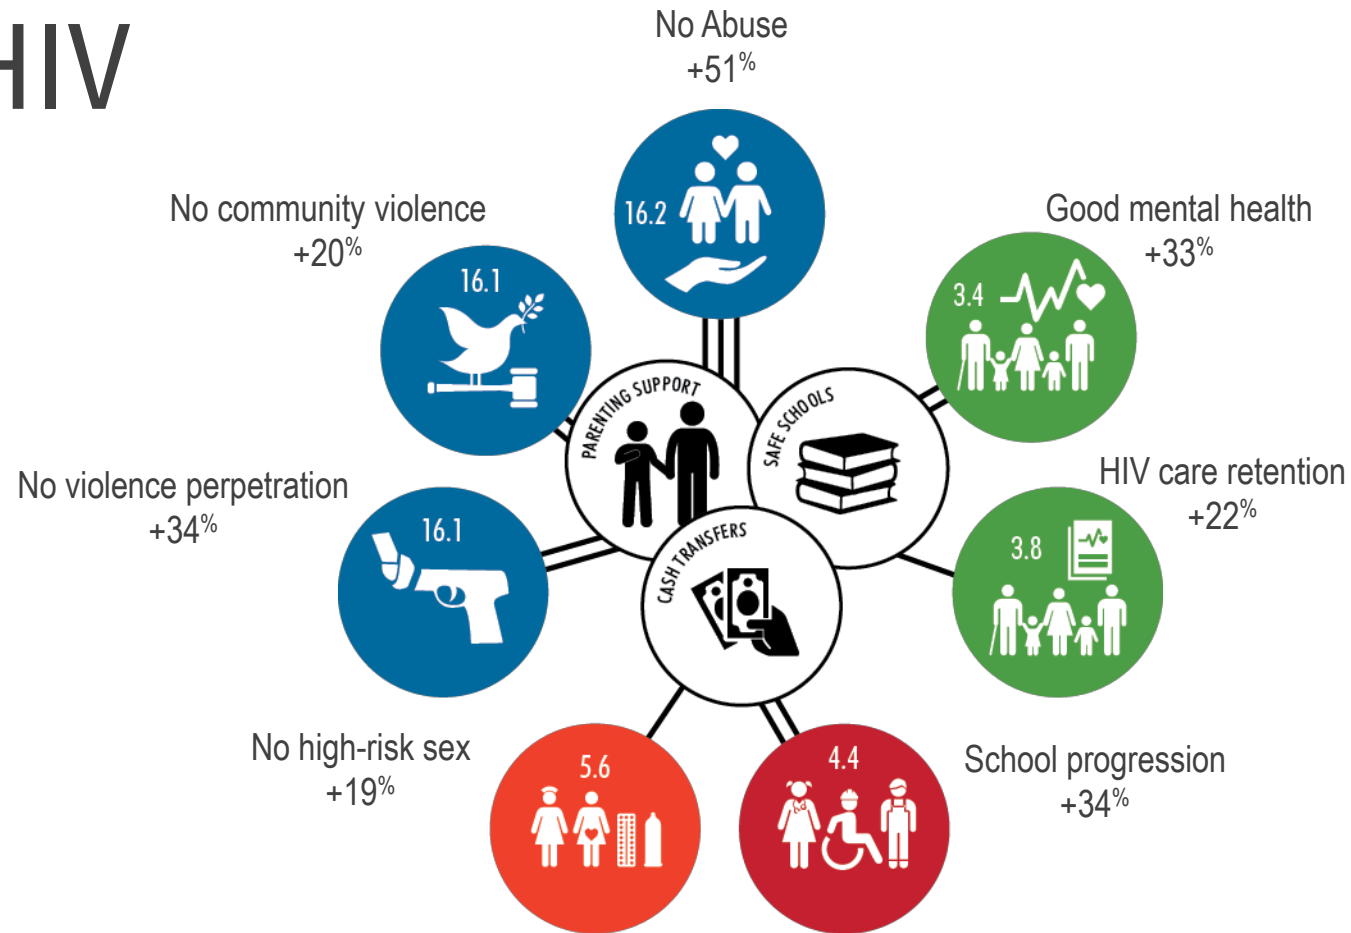 HIV
No Abuse
+51%
16.2
No community violence
+20%
16.1
Good mental health
+33%
3.4
PARENTING SUPPORT
SAFE SCHOOLS
No violence perpetration
+34%
16.1
HIV care retention
+22%
3.8
CASH TRANSFERS
No high-risk sex
+19%
5.6
4.4
School progression
+34%